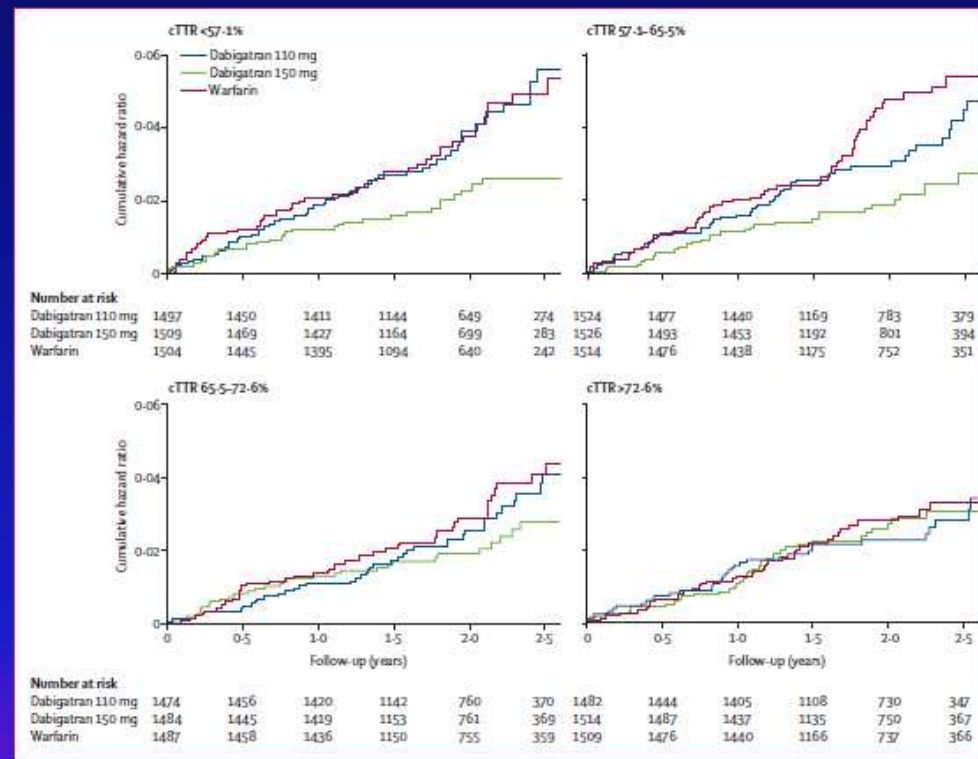 cTTR <57·1%
cTTR 57·1–65·5%
0·06
Dabigatran 110 mg
Dabigatran 150 mg
Warfarin
0·04
Cumulative hazard ratio
0·02
0
Number at risk
Dabigatran 110 mg 1497 1450 1411 1144 649 274 1524 1477 1440 1169 783 379
Dabigatran 150 mg 1509 1469 1427 1164 699 283 1526 1493 1453 1192 801 394
Warfarin 1504 1445 1395 1094 640 242 1514 1476 1438 1175 752 351
cTTR 65·5–72·6%
cTTR >72·6%
0·06
0·04
Cumulative hazard ratio
0·02
0
0 0·5 1·0 1·5 2·0 2·5 0 0·5 1·0 1·5 2·0 2·5
Follow-up (years) Follow-up (years)
Number at risk
Dabigatran 110 mg 1474 1456 1420 1142 760 370 1482 1444 1405 1108 730 347
Dabigatran 150 mg 1484 1445 1419 1153 761 369 1514 1487 1437 1135 750 367
Warfarin 1487 1458 1436 1150 755 359 1509 1476 1440 1166 737 366